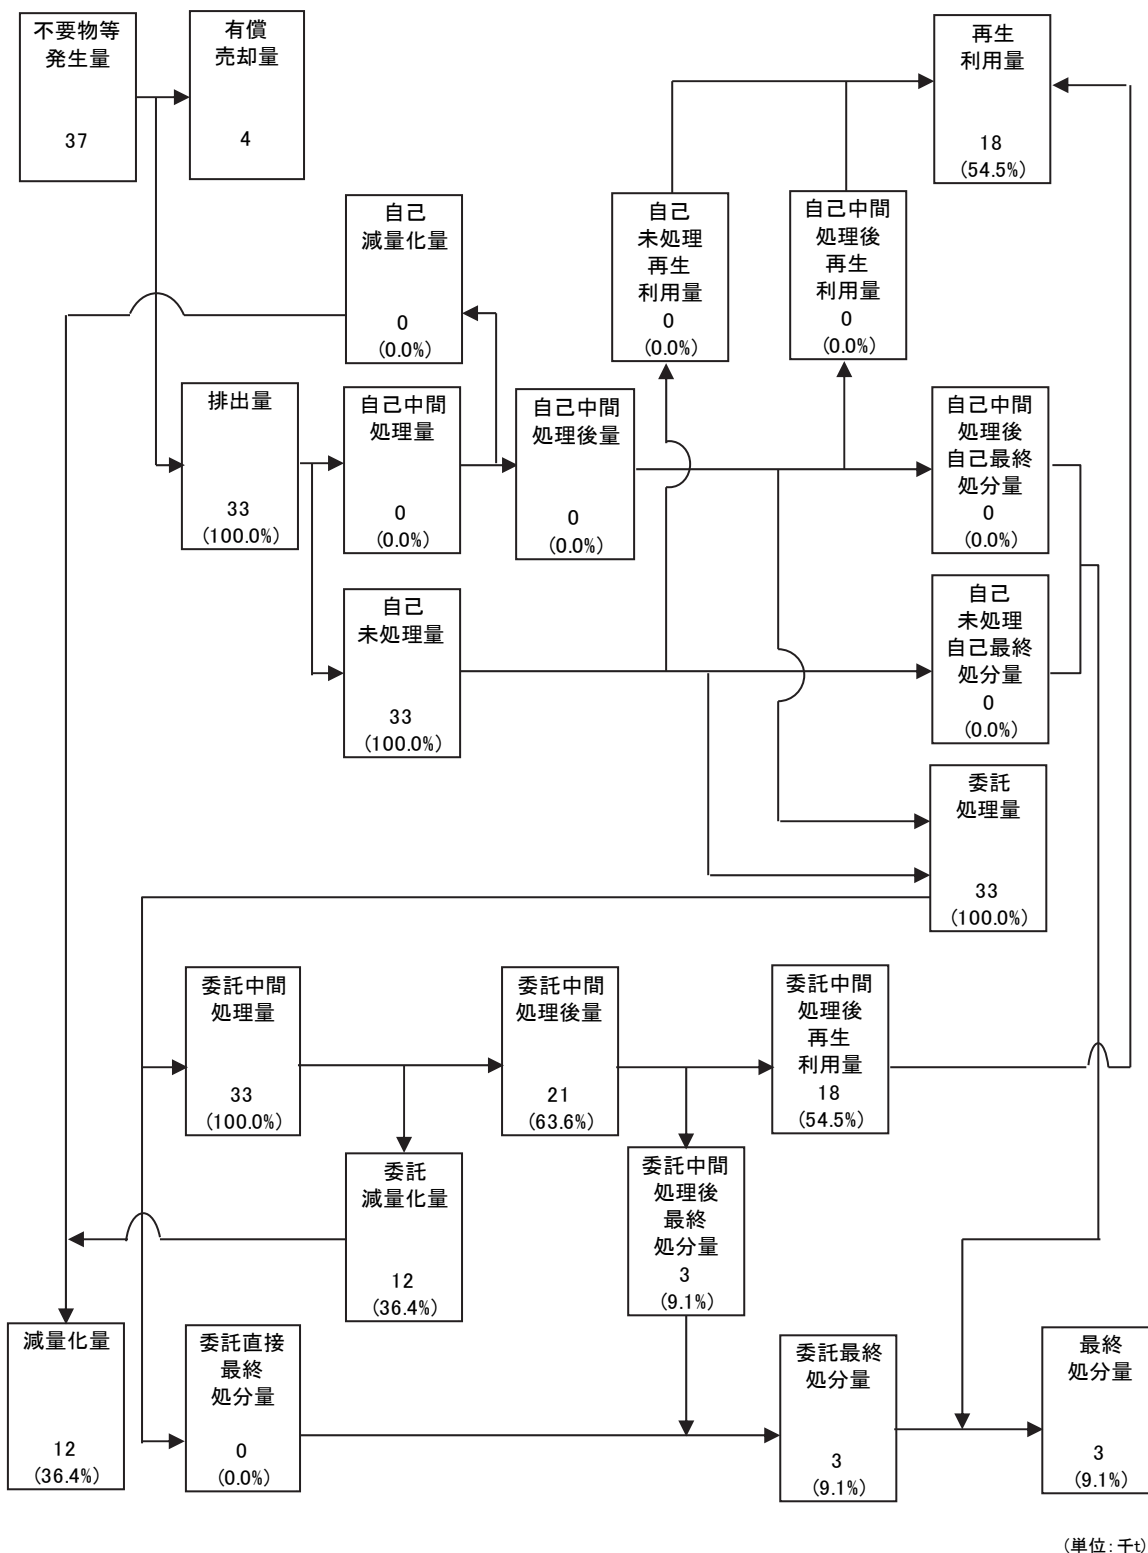 不要物等
発生量
37
有償
売却量
4
再生
利用量
18
(54.5%)
自己
減量化量
0
(0.0%)
自己
未処理
再生
利用量
0
(0.0%)
自己中間
処理後
再生
利用量
0
(0.0%)
排出量
33
(100.0%)
自己中間
処理量
0
(0.0%)
自己中間
処理後量
0
(0.0%)
自己中間
処理後
自己最終
処分量
0
(0.0%)
自己
未処理量
33
(100.0%)
自己
未処理
自己最終
処分量
0
(0.0%)
委託
処理量
33
(100.0%)
委託中間
処理量
33
(100.0%)
委託中間
処理後量
21
(63.6%)
委託中間
処理後
再生
利用量
18
(54.5%)
委託
減量化量
12
(36.4%)
委託中間
処理後
最終
処分量
3
(9.1%)
減量化量
12
(36.4%)
委託直接
最終
処分量
0
(0.0%)
委託最終
処分量
3
(9.1%)
最終
処分量
3
(9.1%)
(単位:千t)